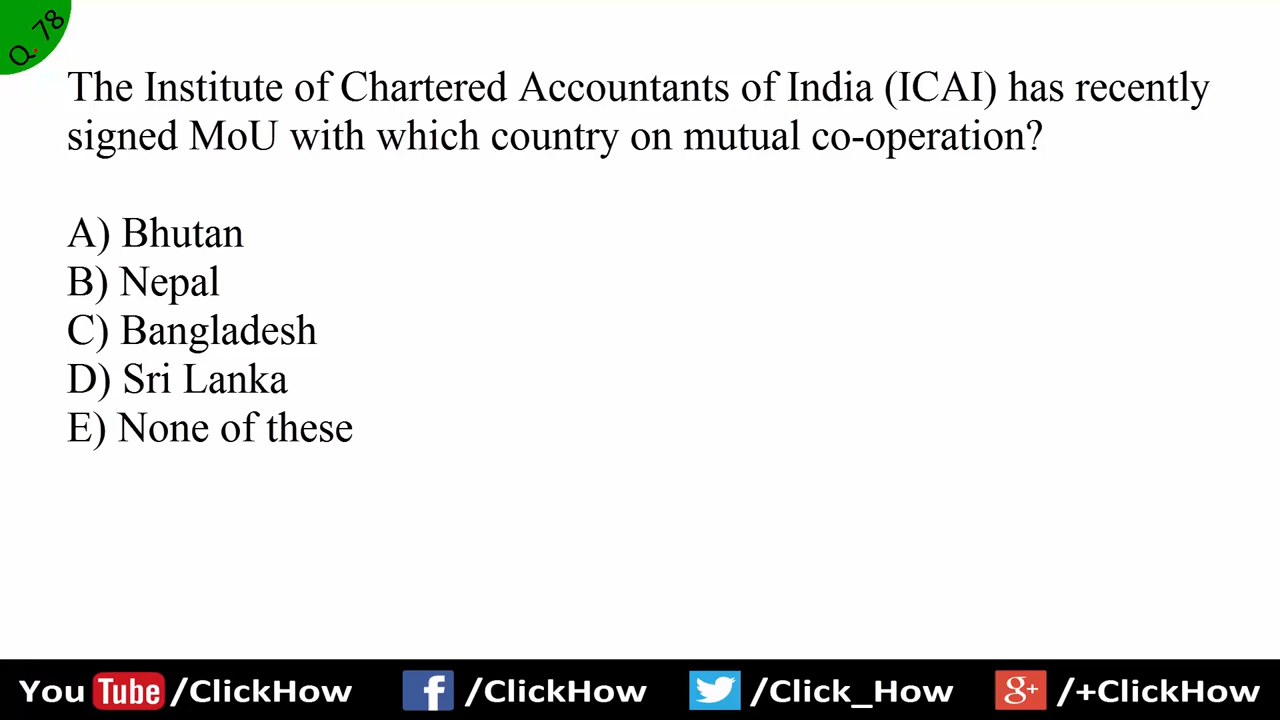 Q.78
The Institute of Chartered Accountants of India (ICAI) has recently
signed MoU with which country on mutual co-operation?
A) Bhutan
B) Nepal
C) Bangladesh
D) Sri Lanka
E) None of these
You Tube /ClickHow f /ClickHow /Click_How g+ /+ClickHow